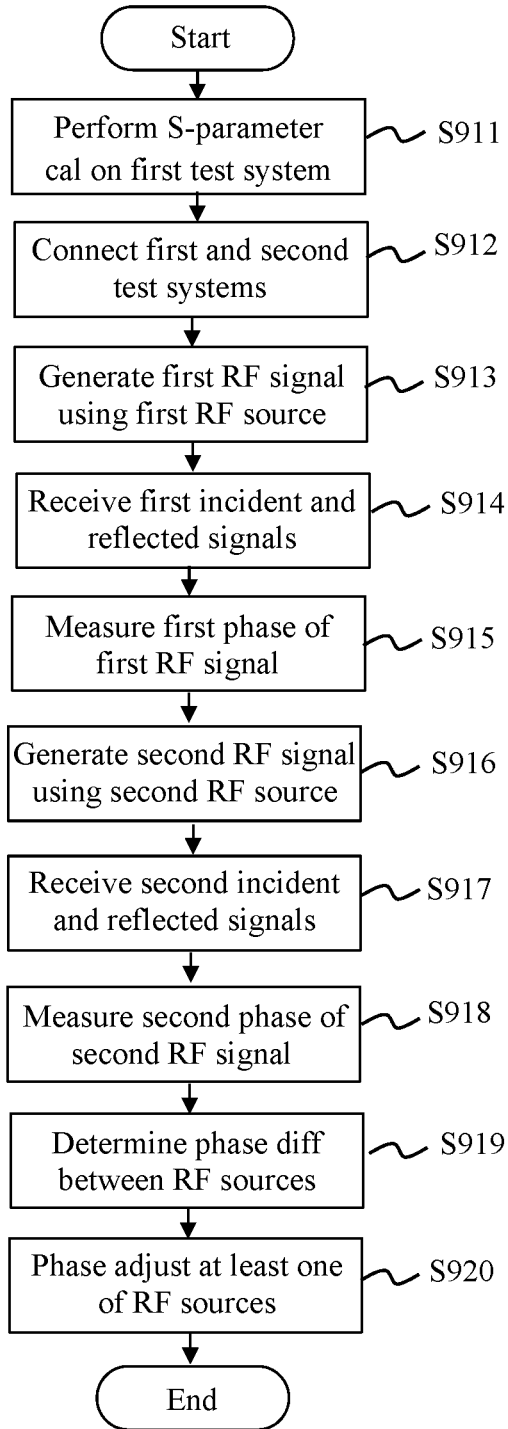 Start
Perform S-parameter
cal on first test system
S911
Connect first and second
test systems
S912
Generate first RF signal
using first RF source
S913
Receive first incident and
reflected signals
S914
Measure first phase of
first RF signal
S915
Generate second RF signal
using second RF source
S916
Receive second incident
and reflected signals
S917
Measure second phase of
second RF signal
S918
Determine phase diff
between RF sources
S919
Phase adjust at least one
of RF sources
S920
End